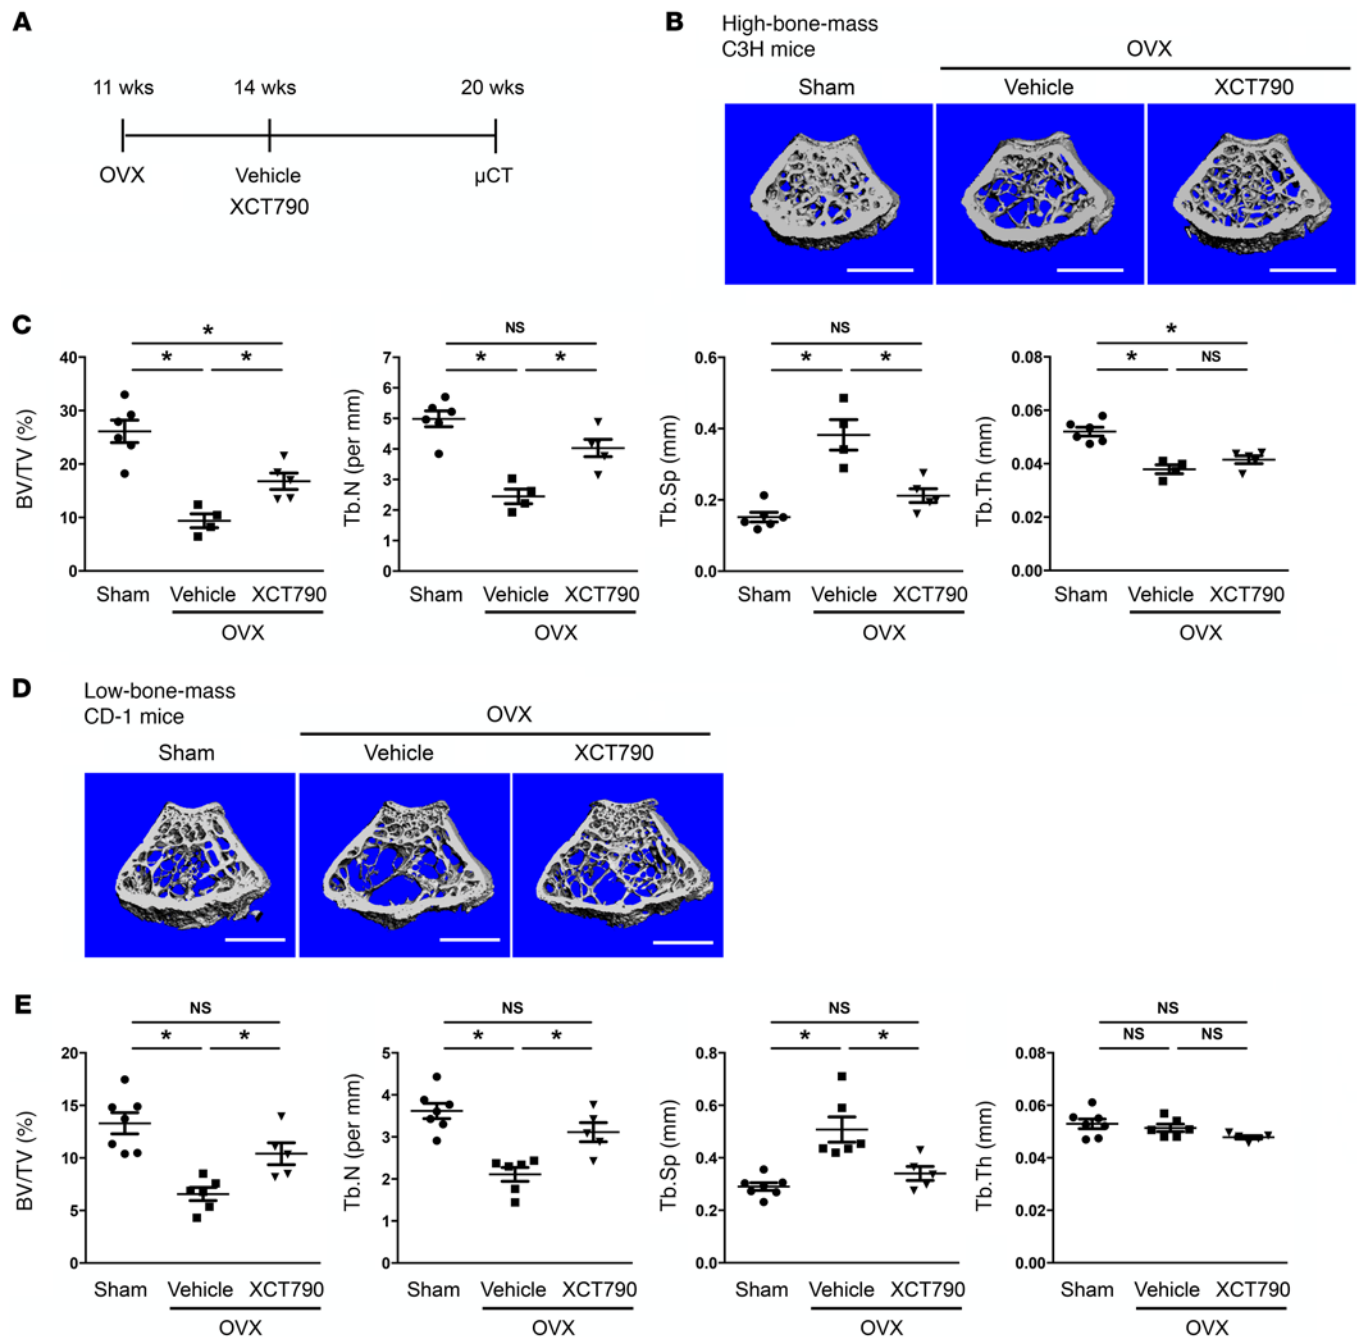 A
11 wks 14 wks 20 wks
OVX Vehicle µCT
XCT790
B
High-bone-mass
C3H mice
OVX
Sham Vehicle XCT790
C
*
* *
BV/TV (%)
40
30
20
10
0
Sham Vehicle XCT790
OVX
NS
* *
Tb.N (per mm)
7
6
5
4
3
2
1
0
Sham Vehicle XCT790
OVX
NS
* *
Tb.Sp (mm)
0.6
0.4
0.2
0.0
Sham Vehicle XCT790
OVX
*
* NS
Tb.Th (mm)
0.08
0.06
0.04
0.02
0.00
Sham Vehicle XCT790
OVX
D
Low-bone-mass
CD-1 mice
OVX
Sham Vehicle XCT790
E
NS
* *
BV/TV (%)
20
15
10
5
0
Sham Vehicle XCT790
OVX
NS
* *
Tb.N (per mm)
5
4
3
2
1
0
Sham Vehicle XCT790
OVX
NS
* *
Tb.Sp (mm)
0.8
0.6
0.4
0.2
0.0
Sham Vehicle XCT790
OVX
NS
NS NS
Tb.Th (mm)
0.08
0.06
0.04
0.02
0.00
Sham Vehicle XCT790
OVX